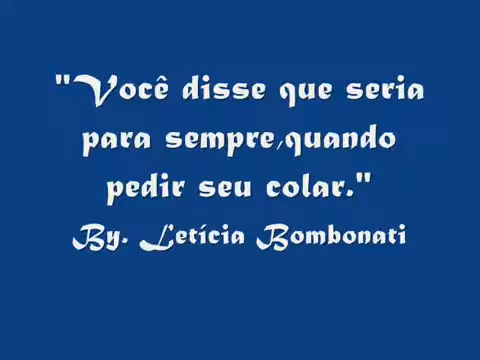 "Você disse que seria
para sempre,quando
pedir seu colar."
By. Letícia Bombonati